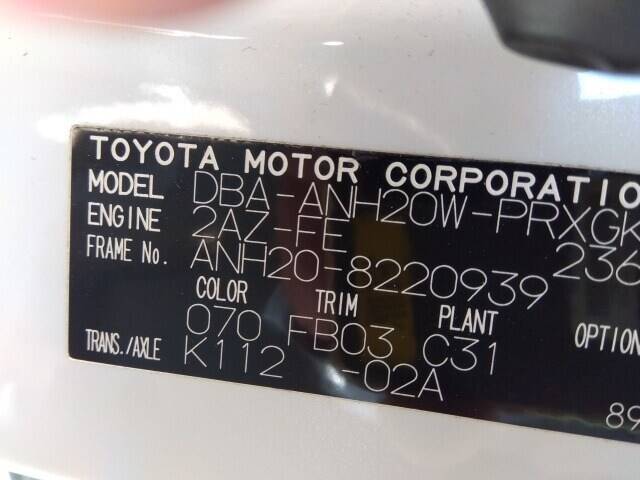 TOYOTA MOTOR CORPORATIO
MODEL DBA-ANH20W-PRXGK
ENGINE 2AZ-FE 236
FRAME No. ANH20-8220939
COLOR TRIM PLANT OPTION
070 FB03 C31
TRANS./AXLE K112 -02A
89